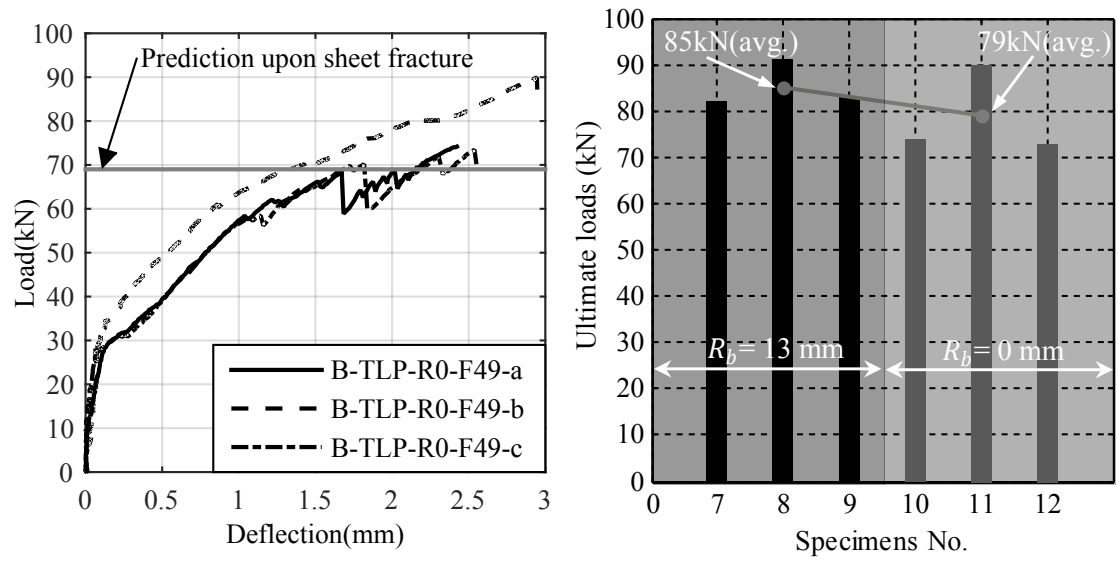 100
90
80
70
60
50
40
30
20
10
0
Load(kN)
Prediction upon sheet fracture
B-TLP-R0-F49-a
B-TLP-R0-F49-b
B-TLP-R0-F49-c
0 0.5 1 1.5 2 2.5 3
Deflection(mm)
100
90
80
70
60
50
40
30
20
10
0
Ultimate loads (kN)
85kN(avg.) 79kN(avg.)
R_b= 13 mm R_b= 0 mm
0 7 8 9 10 11 12
Specimens No.